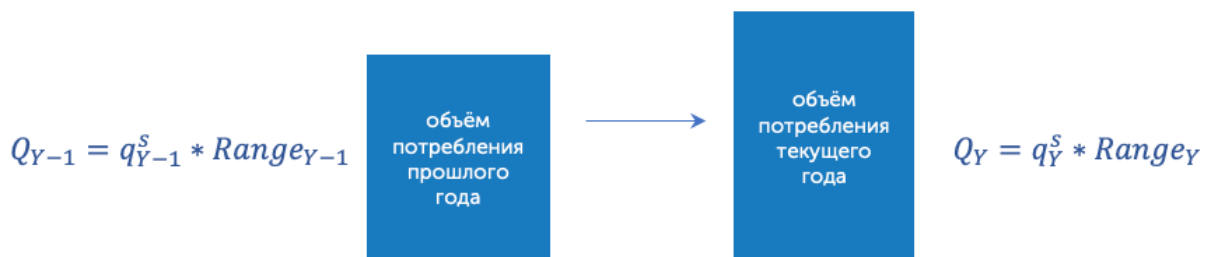 Q_{Y-1} = q^s_{Y-1} * Range_{Y-1}
объём
потребления
прошлого
года
объём
потребления
текущего
года
Q_Y = q^s_Y * Range_Y